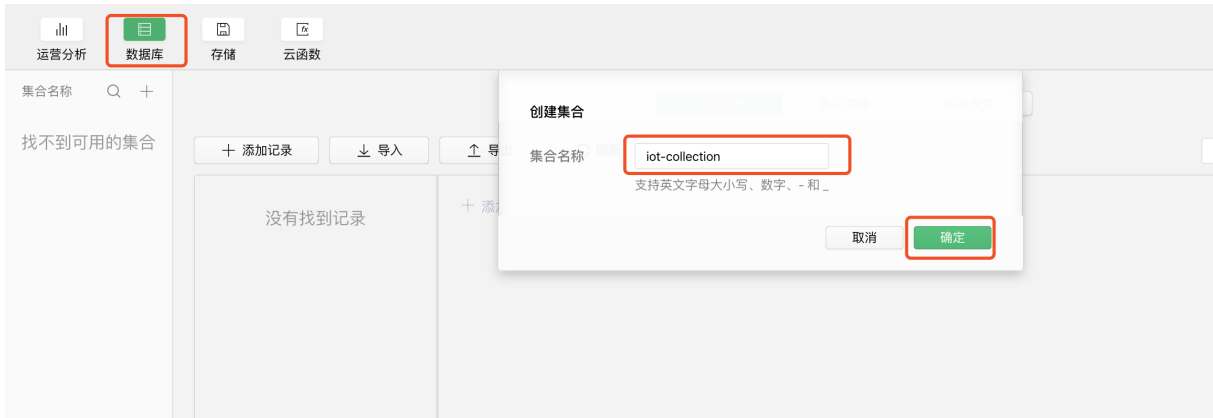 运营分析 数据库 存储 云函数
集合名称
找不到可用的集合
添加记录 导入 导
没有找到记录
创建集合
集合名称 iot-collection
支持英文字母大小写、数字、- 和 _
取消 确定